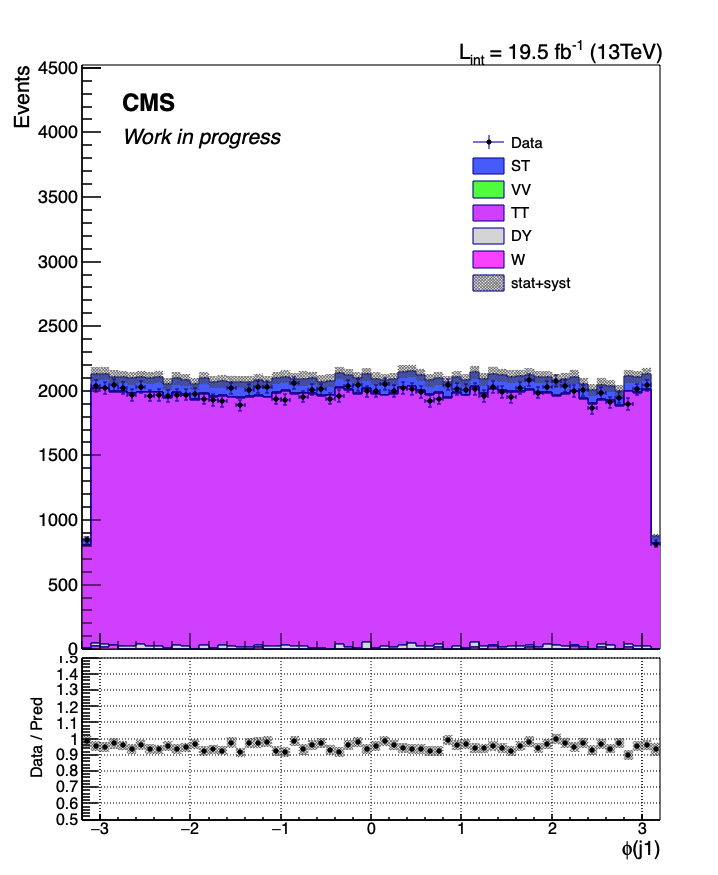 L_int = 19.5 fb^-1 (13TeV)
Events
4500
4000
3500
3000
2500
2000
1500
1000
500
0
CMS
Work in progress
Data
ST
VV
TT
DY
W
stat+syst
Data / Pred
1.5
1.4
1.3
1.2
1.1
1
0.9
0.8
0.7
0.6
0.5
−3 −2 −1 0 1 2 3
ϕ(j1)